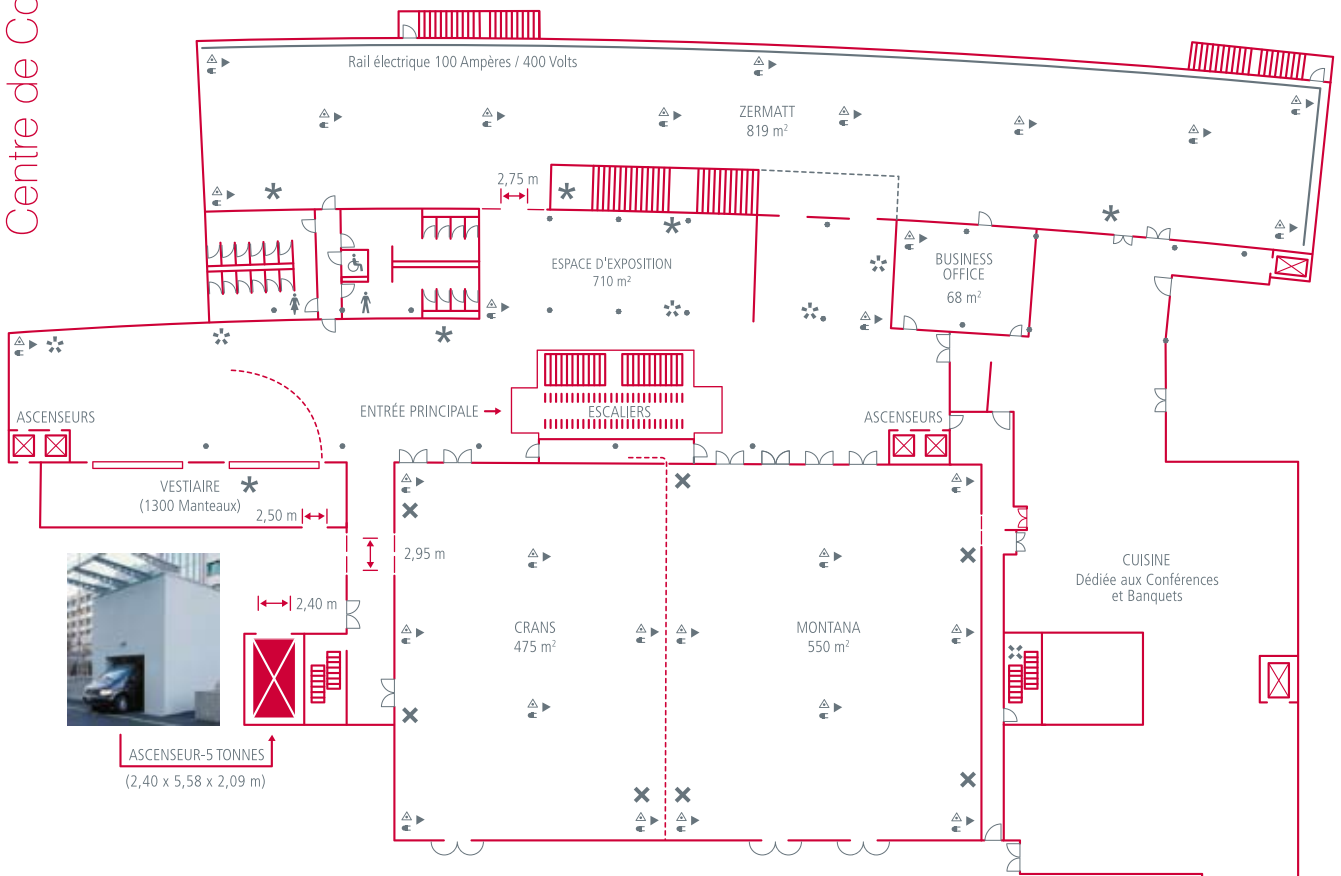 Centre de Co
Rail électrique 100 Ampères / 400 Volts
ZERMATT
819 m²
2,75 m
ESPACE D'EXPOSITION
710 m²
BUSINESS
OFFICE
68 m²
ASCENSEURS
ENTRÉE PRINCIPALE
ESCALIERS
ASCENSEURS
VESTIAIRE
(1300 Manteaux)
2,50 m
2,95 m
2,40 m
CRANS
475 m²
MONTANA
550 m²
CUISINE
Dédiée aux Conférences
et Banquets
ASCENSEUR-5 TONNES
(2,40 x 5,58 x 2,09 m)